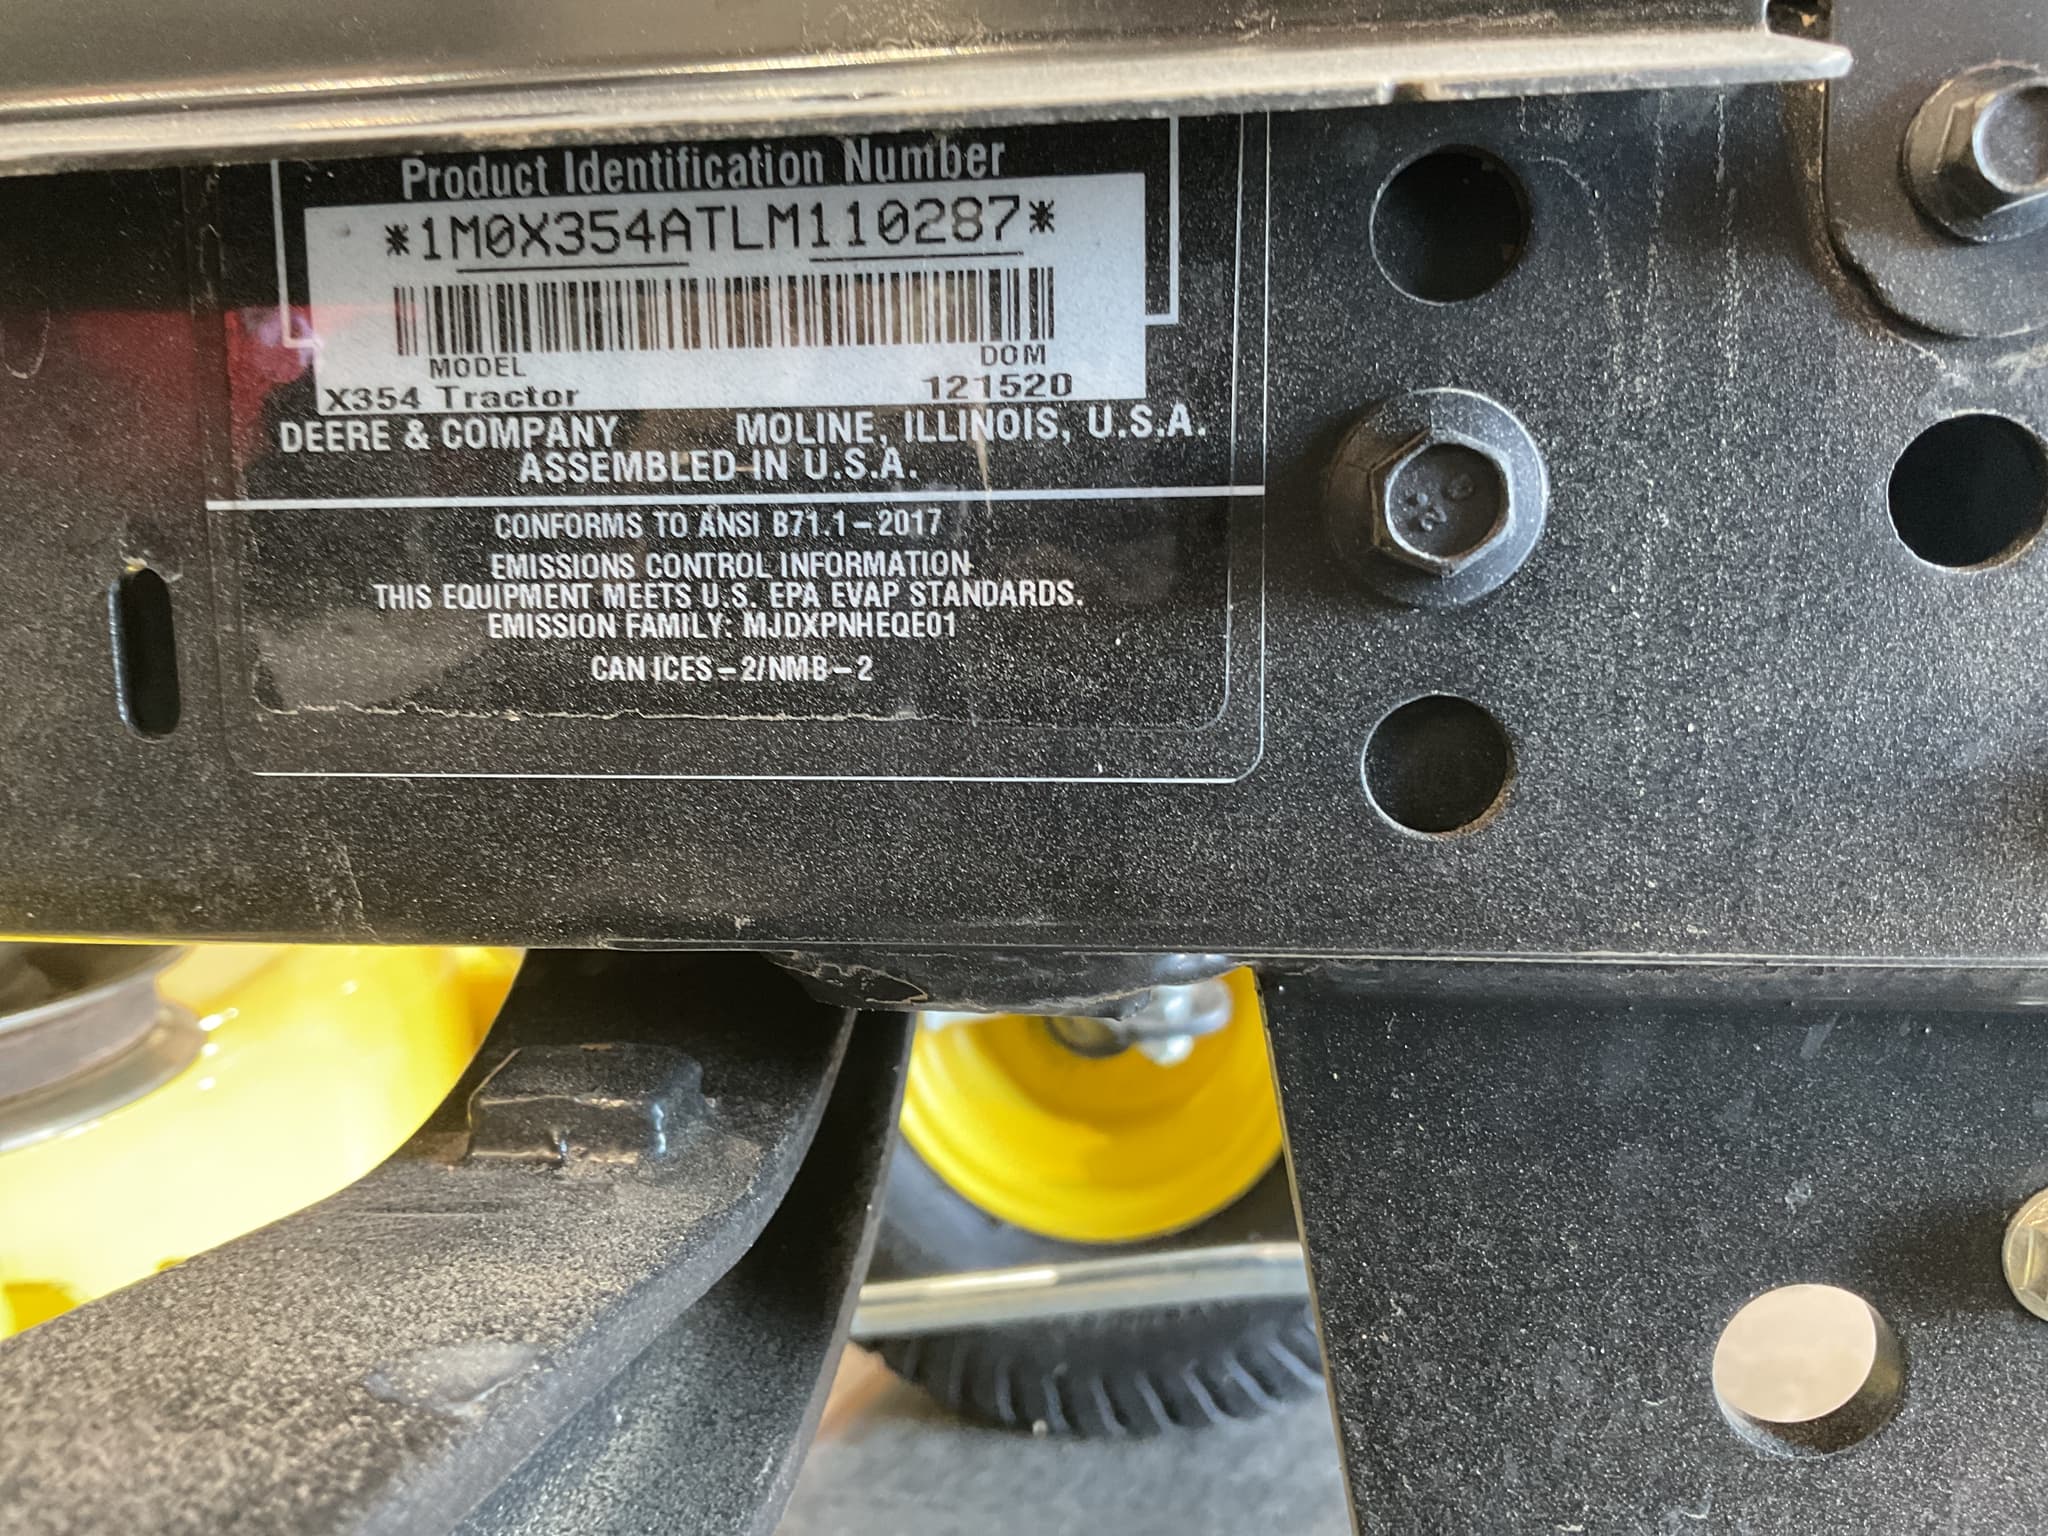 Product Identification Number
*1M0X354ATLM110287*
MODEL DOM
X354 Tractor 121520
DEERE & COMPANY MOLINE, ILLINOIS, U.S.A.
ASSEMBLED IN U.S.A.
CONFORMS TO ANSI B71.1-2017
EMISSIONS CONTROL INFORMATION
THIS EQUIPMENT MEETS U.S. EPA EVAP STANDARDS.
EMISSION FAMILY: MJDXPNHEQE01
CAN ICES-2/NMB-2